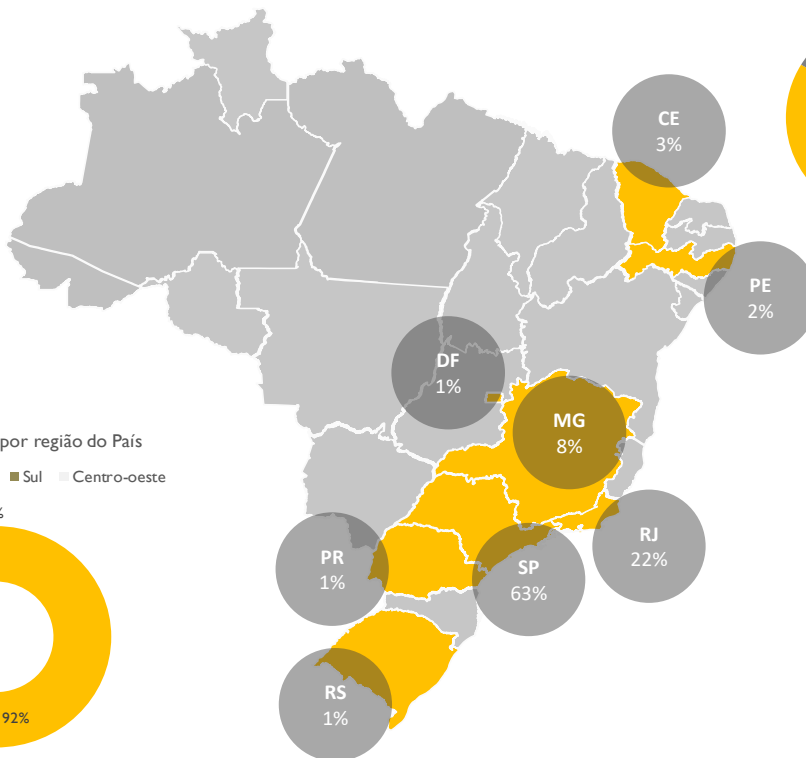 CE
3%
PE
2%
DF
1%
MG
8%
por região do País
Sul Centro-oeste
%
RJ
22%
PR
1%
SP
63%
92%
RS
1%